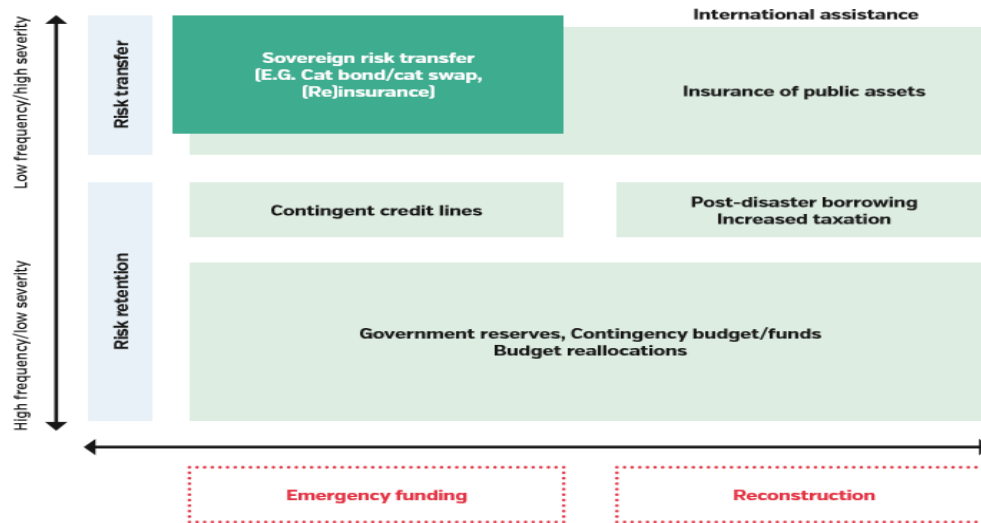 International assistance
Low frequency/high severity
Risk transfer
Sovereign risk transfer
(E.G. Cat bond/cat swap,
(Re)insurance)
Insurance of public assets
High frequency/low severity
Risk retention
Contingent credit lines
Post-disaster borrowing
Increased taxation
Government reserves, Contingency budget/funds
Budget reallocations
Emergency funding
Reconstruction